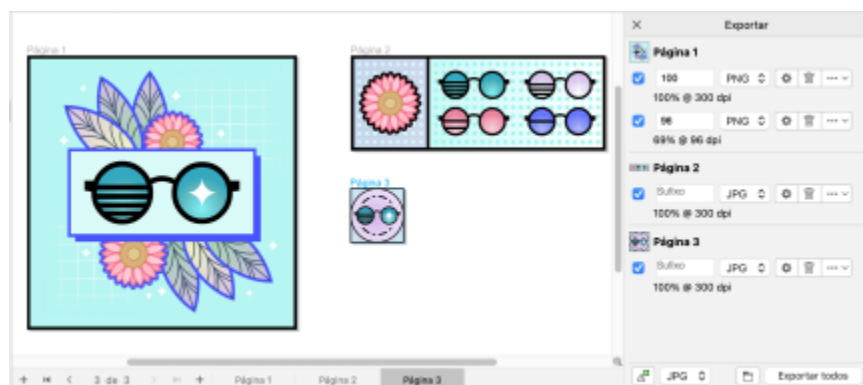 Página 1
Página 2
Página 3
Exportar
Página 1
100 PNG
100% @ 300 dpi
96 PNG
69% @ 96 dpi
Página 2
Sufixo JPG
100% @ 300 dpi
Página 3
Sufixo JPG
100% @ 300 dpi
3 de 3 Página 1 Página 2 Página 3
JPG Exportar todos